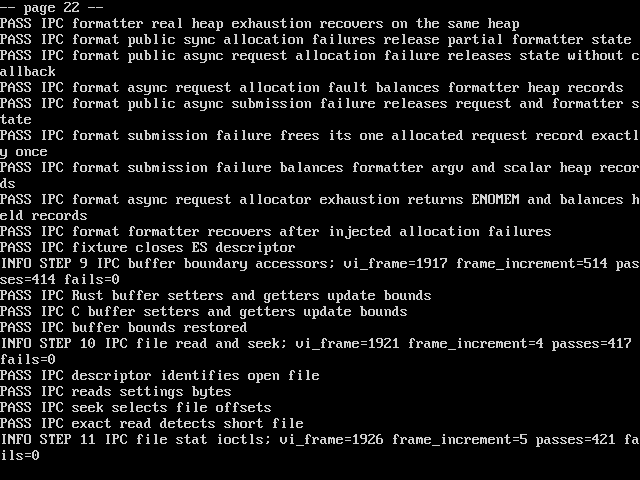 -- page 22 --
PASS IPC formatter real heap exhaustion recovers on the same heap
PASS IPC format public sync allocation failures release partial formatter state
PASS IPC format public async request allocation failure releases state without c
allback
PASS IPC format async request allocation fault balances formatter heap records
PASS IPC format public async submission failure releases request and formatter s
tate
PASS IPC format submission failure frees its one allocated request record exactl
y once
PASS IPC format submission failure balances formatter argv and scalar heap recor
ds
PASS IPC format async request allocator exhaustion returns ENOMEM and balances h
eld records
PASS IPC format formatter recovers after injected allocation failures
PASS IPC fixture closes ES descriptor
INFO STEP 9 IPC buffer boundary accessors; vi_frame=1917 frame_increment=514 pas
ses=414 fails=0
PASS IPC Rust buffer setters and getters update bounds
PASS IPC C buffer setters and getters update bounds
PASS IPC buffer bounds restored
INFO STEP 10 IPC file read and seek; vi_frame=1921 frame_increment=4 passes=417
fails=0
PASS IPC descriptor identifies open file
PASS IPC reads settings bytes
PASS IPC seek selects file offsets
PASS IPC exact read detects short file
INFO STEP 11 IPC file stat ioctls; vi_frame=1926 frame_increment=5 passes=421 fa
ils=0